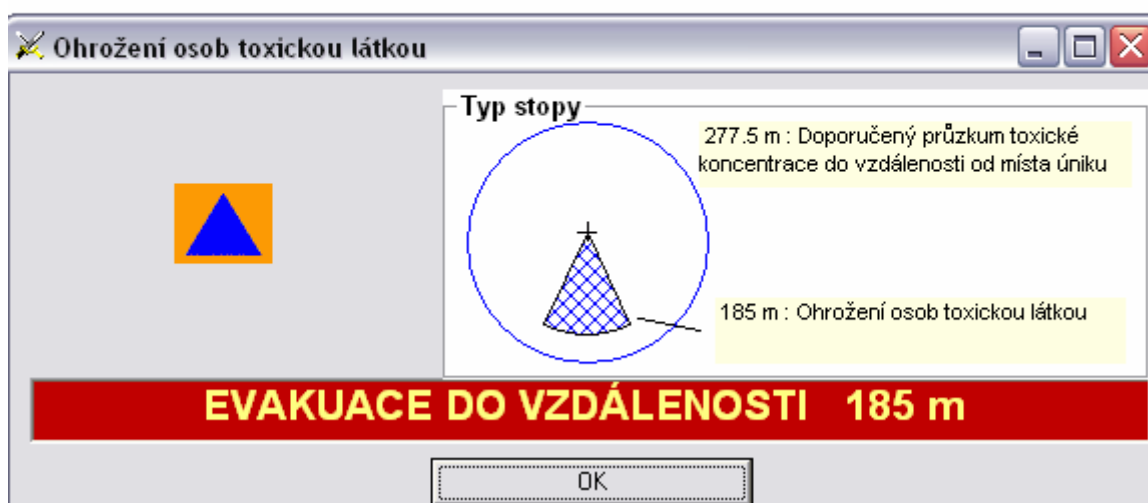 Ohrožení osob toxickou látkou
Typ stopy
277.5 m : Doporučený průzkum toxické
koncentrace do vzdálenosti od místa úniku
185 m : Ohrožení osob toxickou látkou
EVAKUACE DO VZDÁLENOSTI 185 m
OK